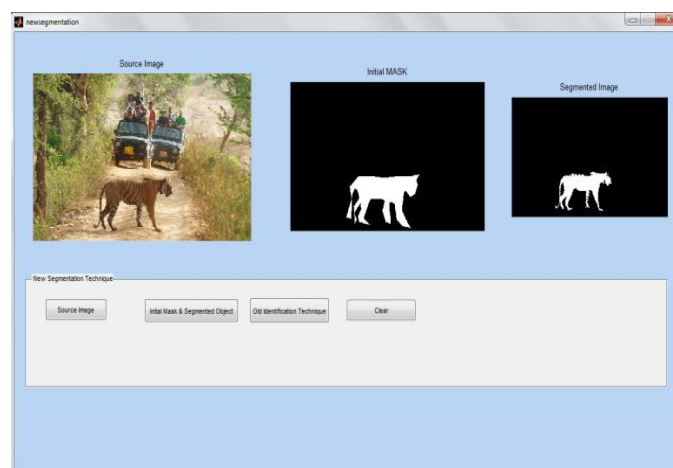 newsegmentation
Source Image
Initial MASK
Segmented Image
New Segmentation Technique
Source Image
Inital Mask & Segmented Object
Old Identification Technique
Clear